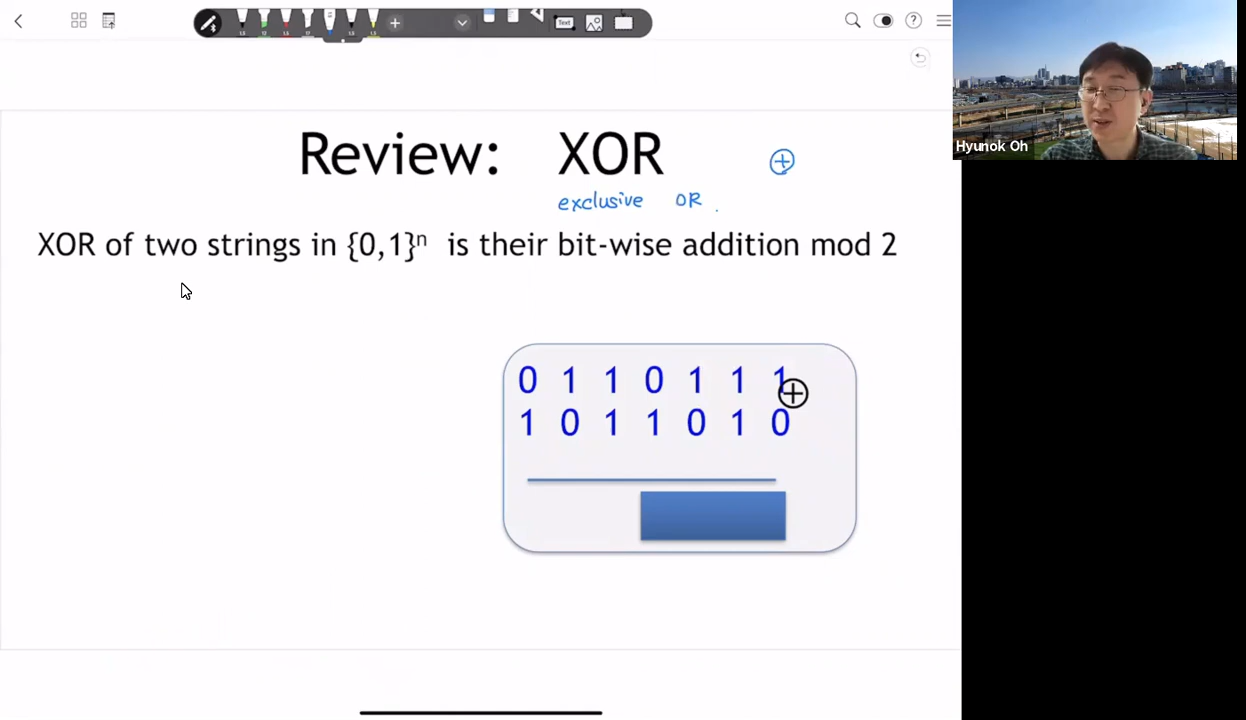 Text
Hyunok Oh
Review: XOR ⊕
exclusive OR .
XOR of two strings in {0,1}ⁿ is their bit-wise addition mod 2
0 1 1 0 1 1 1
⊕
1 0 1 1 0 1 0